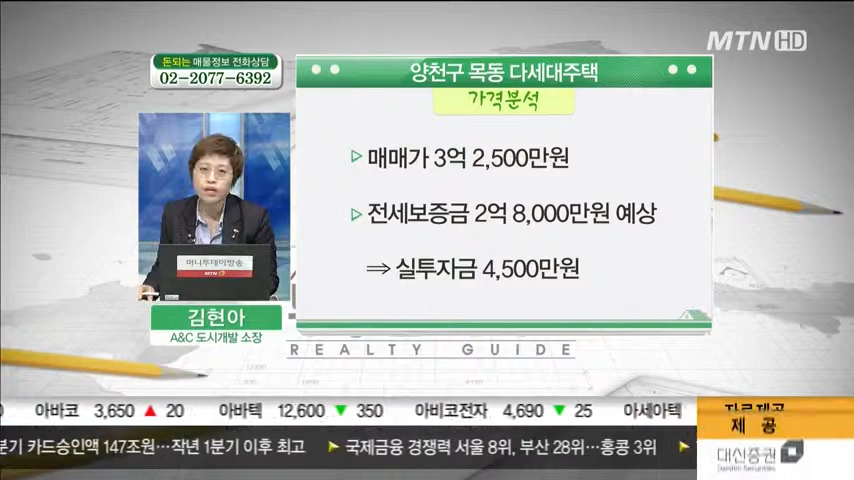 MTN HD
돈되는 매물정보 전화상담
02-2077-6392
양천구 목동 다세대주택
가격분석
▷ 매매가 3억 2,500만원
▷ 전세보증금 2억 8,000만원 예상
⇒ 실투자금 4,500만원
머니투데이방송
MTN
김현아
A&C 도시개발 소장
REALTY GUIDE
0 아바코 3,650 ▲ 20 아바텍 12,600 ▼ 350 아비코전자 4,690 ▼ 25 아세아텍
자료제공
제 공
분기 카드승인액 147조원…작년 1분기 이후 최고 ▶ 국제금융 경쟁력 서울 8위, 부산 28위…홍콩 3위 ▶
대신증권
Daishin Securities